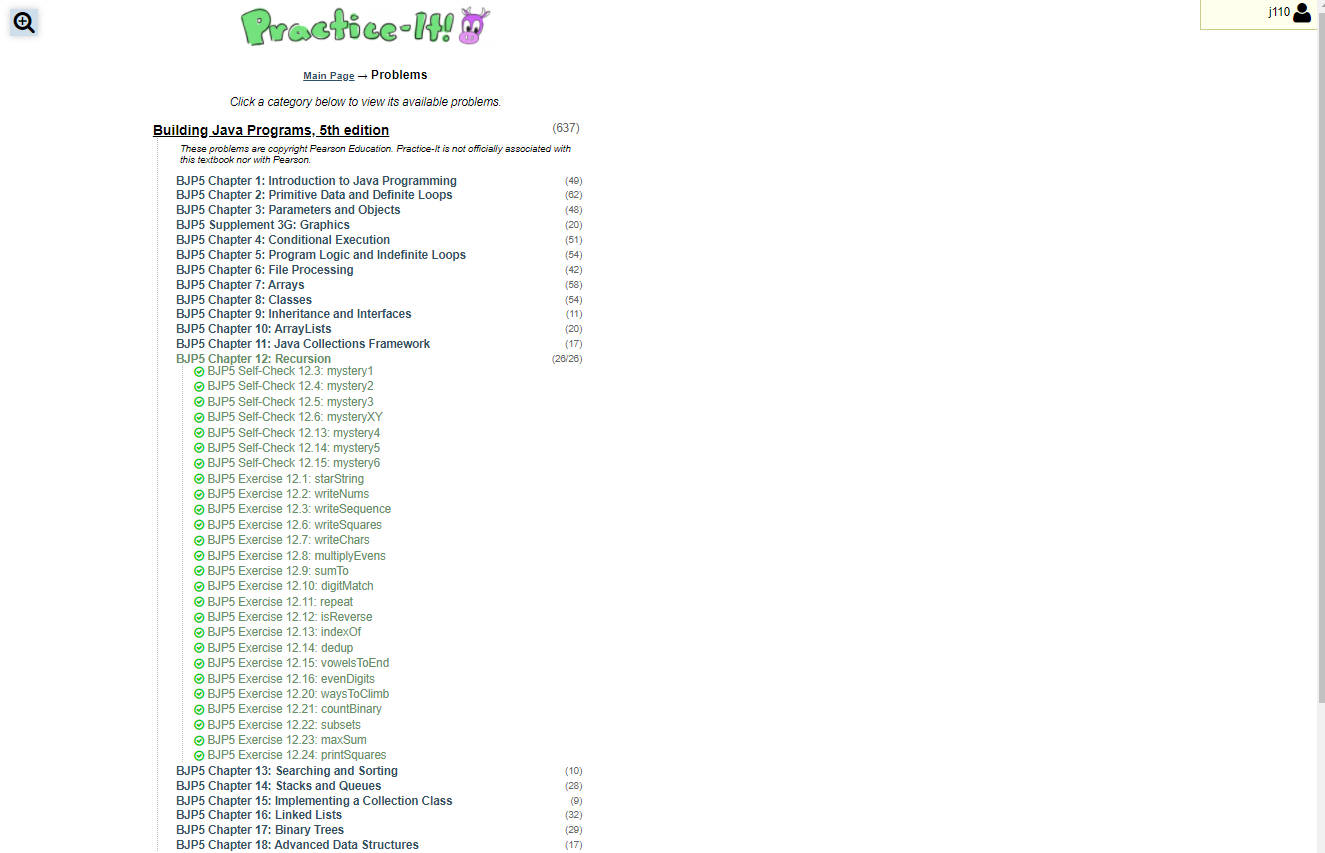 Practice-It!
j110
Main Page → Problems
Click a category below to view its available problems.
Building Java Programs, 5th edition (637)
These problems are copyright Pearson Education. Practice-It is not officially associated with
this textbook nor with Pearson.
BJP5 Chapter 1: Introduction to Java Programming (49)
BJP5 Chapter 2: Primitive Data and Definite Loops (62)
BJP5 Chapter 3: Parameters and Objects (48)
BJP5 Supplement 3G: Graphics (20)
BJP5 Chapter 4: Conditional Execution (51)
BJP5 Chapter 5: Program Logic and Indefinite Loops (54)
BJP5 Chapter 6: File Processing (42)
BJP5 Chapter 7: Arrays (58)
BJP5 Chapter 8: Classes (54)
BJP5 Chapter 9: Inheritance and Interfaces (11)
BJP5 Chapter 10: ArrayLists (20)
BJP5 Chapter 11: Java Collections Framework (17)
BJP5 Chapter 12: Recursion (26/26)
BJP5 Self-Check 12.3: mystery1
BJP5 Self-Check 12.4: mystery2
BJP5 Self-Check 12.5: mystery3
BJP5 Self-Check 12.6: mysteryXY
BJP5 Self-Check 12.13: mystery4
BJP5 Self-Check 12.14: mystery5
BJP5 Self-Check 12.15: mystery6
BJP5 Exercise 12.1: starString
BJP5 Exercise 12.2: writeNums
BJP5 Exercise 12.3: writeSequence
BJP5 Exercise 12.6: writeSquares
BJP5 Exercise 12.7: writeChars
BJP5 Exercise 12.8: multiplyEvens
BJP5 Exercise 12.9: sumTo
BJP5 Exercise 12.10: digitMatch
BJP5 Exercise 12.11: repeat
BJP5 Exercise 12.12: isReverse
BJP5 Exercise 12.13: indexOf
BJP5 Exercise 12.14: dedup
BJP5 Exercise 12.15: vowelsToEnd
BJP5 Exercise 12.16: evenDigits
BJP5 Exercise 12.20: waysToClimb
BJP5 Exercise 12.21: countBinary
BJP5 Exercise 12.22: subsets
BJP5 Exercise 12.23: maxSum
BJP5 Exercise 12.24: printSquares
BJP5 Chapter 13: Searching and Sorting (10)
BJP5 Chapter 14: Stacks and Queues (28)
BJP5 Chapter 15: Implementing a Collection Class (9)
BJP5 Chapter 16: Linked Lists (32)
BJP5 Chapter 17: Binary Trees (29)
BJP5 Chapter 18: Advanced Data Structures (17)